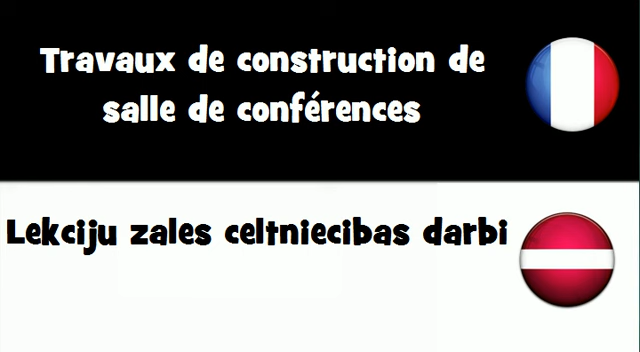 Travaux de construction de
salle de conférences
Lekciju zales celtniecibas darbi